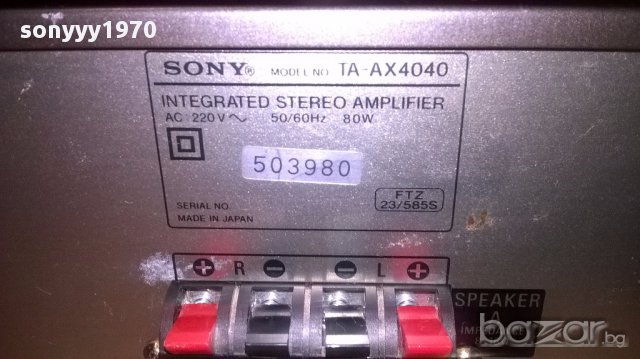 sonyyy1970
SONY® MODEL NO. TA-AX4040
INTEGRATED STEREO AMPLIFIER
AC 220V~ 50/60Hz 80W
503980
SERIAL NO.
MADE IN JAPAN
FTZ
23/585S
+ R - - L +
SPEAKER
A
bazar.bg